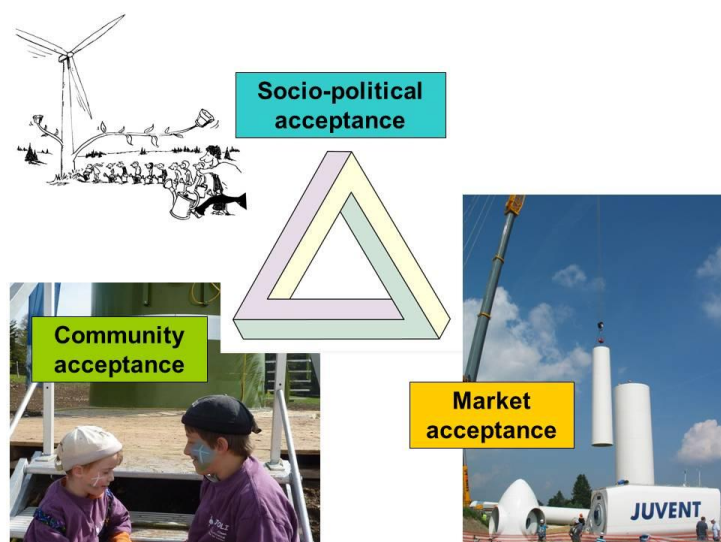 Socio-political
acceptance
Community
acceptance
Market
acceptance
JUVENT